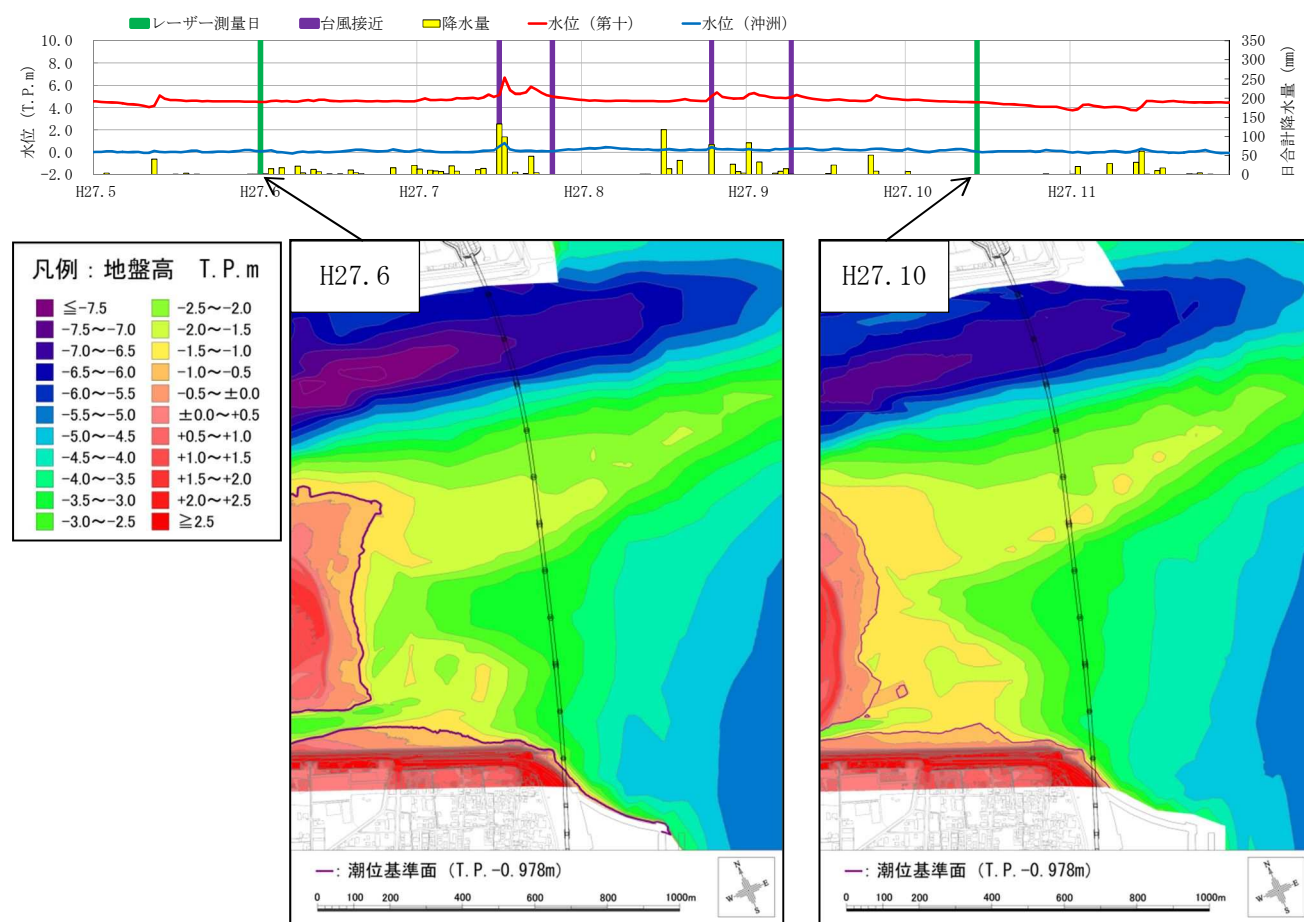 レーザー測量日 台風接近 降水量 水位（第十） 水位（沖洲）
水位（T.P.m）
10.0
8.0
6.0
4.0
2.0
0.0
-2.0
350
300
250
200
150
100
50
0
日合計降水量（mm）
H27.5 H27.6 H27.7 H27.8 H27.9 H27.10 H27.11
凡例：地盤高 T.P.m
≦-7.5 -2.5～-2.0
-7.5～-7.0 -2.0～-1.5
-7.0～-6.5 -1.5～-1.0
-6.5～-6.0 -1.0～-0.5
-6.0～-5.5 -0.5～±0.0
-5.5～-5.0 ±0.0～+0.5
-5.0～-4.5 +0.5～+1.0
-4.5～-4.0 +1.0～+1.5
-4.0～-3.5 +1.5～+2.0
-3.5～-3.0 +2.0～+2.5
-3.0～-2.5 ≧2.5
H27.6
―：潮位基準面（T.P.-0.978m）
0 200 400 600 800 1000m
N
E
W
S
H27.10
―：潮位基準面（T.P.-0.978m）
0 200 400 600 800 1000m
N
E
W
S